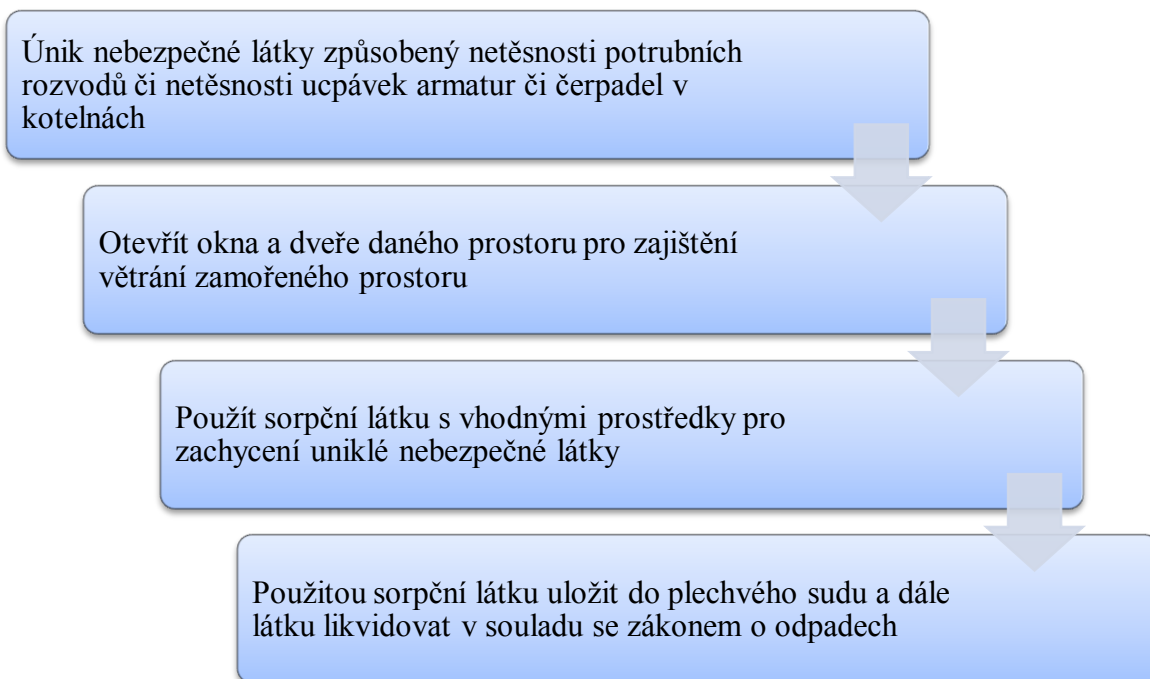 Únik nebezpečné látky způsobený netěsnosti potrubních
rozvodů či netěsnosti ucpávek armatur či čerpadel v
kotelnách
Otevřít okna a dveře daného prostoru pro zajištění
větrání zamořeného prostoru
Použít sorpční látku s vhodnými prostředky pro
zachycení uniklé nebezpečné látky
Použitou sorpční látku uložit do plechvého sudu a dále
látku likvidovat v souladu se zákonem o odpadech